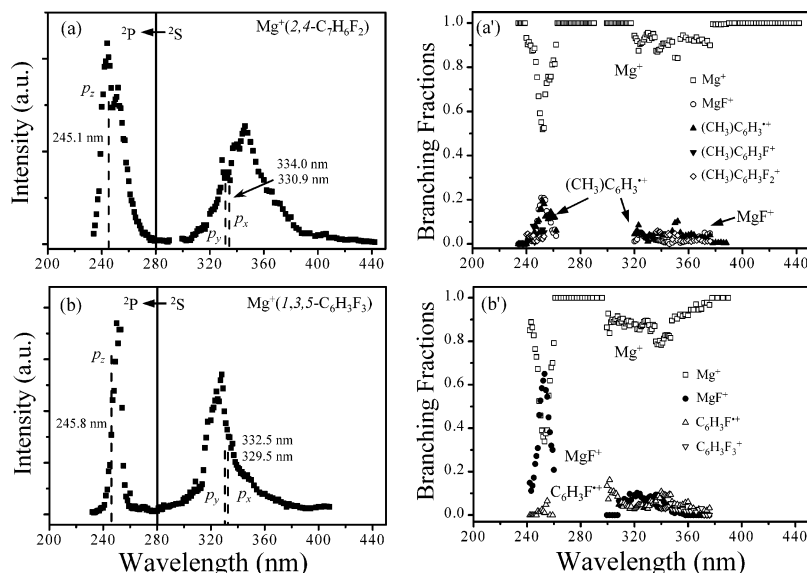 (a)
²P ²S
Mg⁺(2,4-C₇H₆F₂)
p_z
245.1 nm
334.0 nm
330.9 nm
p_y
p_x
Intensity (a.u.)
200 240 280 320 360 400 440
(a')
1.0
0.8
0.6
0.4
0.2
0.0
Branching Fractions
Mg⁺
Mg⁺
MgF⁺
(CH₃)C₆H₃•⁺
(CH₃)C₆H₃F⁺
(CH₃)C₆H₃F₂⁺
(CH₃)C₆H₃•⁺
MgF⁺
200 240 280 320 360 400 440
(b)
²P ²S
Mg⁺(1,3,5-C₆H₃F₃)
p_z
245.8 nm
332.5 nm
329.5 nm
p_y
p_x
Intensity (a.u.)
200 240 280 320 360 400 440
Wavelength (nm)
(b')
1.0
0.8
0.6
0.4
0.2
0.0
Branching Fractions
Mg⁺
Mg⁺
MgF⁺
C₆H₃F•⁺
C₆H₃F₃⁺
MgF⁺
C₆H₃F•⁺
200 240 280 320 360 400 440
Wavelength (nm)